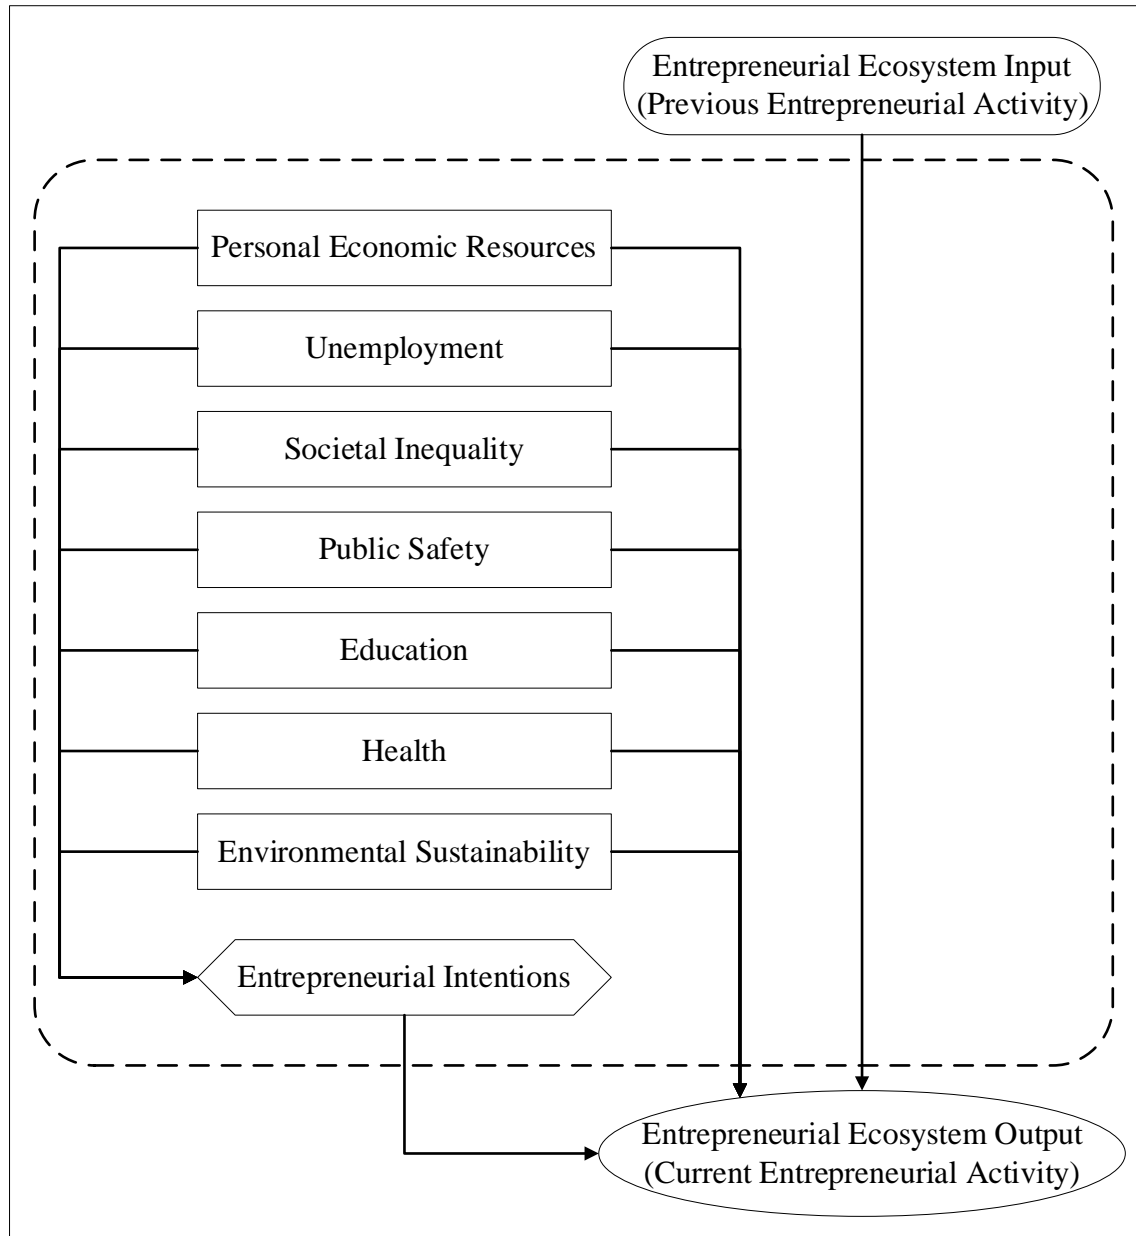 Entrepreneurial Ecosystem Input
(Previous Entrepreneurial Activity)
Personal Economic Resources
Unemployment
Societal Inequality
Public Safety
Education
Health
Environmental Sustainability
Entrepreneurial Intentions
Entrepreneurial Ecosystem Output
(Current Entrepreneurial Activity)